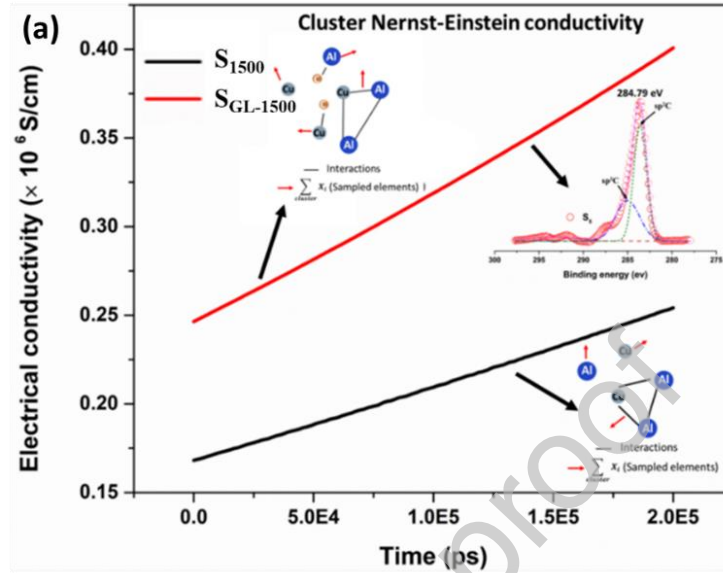 (a)
Cluster Nernst-Einstein conductivity
S1500
SGL-1500
Al
Cu
Cu
Al
Cu
Al
Interactions
∑ Xi (Sampled elements)
cluster
284.79 eV
sp2C
sp3C
300 295 290 285 280 275
Binding energy (ev)
Cu
Al
Cu
Al
Al
Interactions
∑ Xi (Sampled elements)
cluster
Electrical conductivity (× 10 6 S/cm)
0.40
0.35
0.30
0.25
0.20
0.15
0.0 5.0E4 1.0E5 1.5E5 2.0E5
Time (ps)
proof